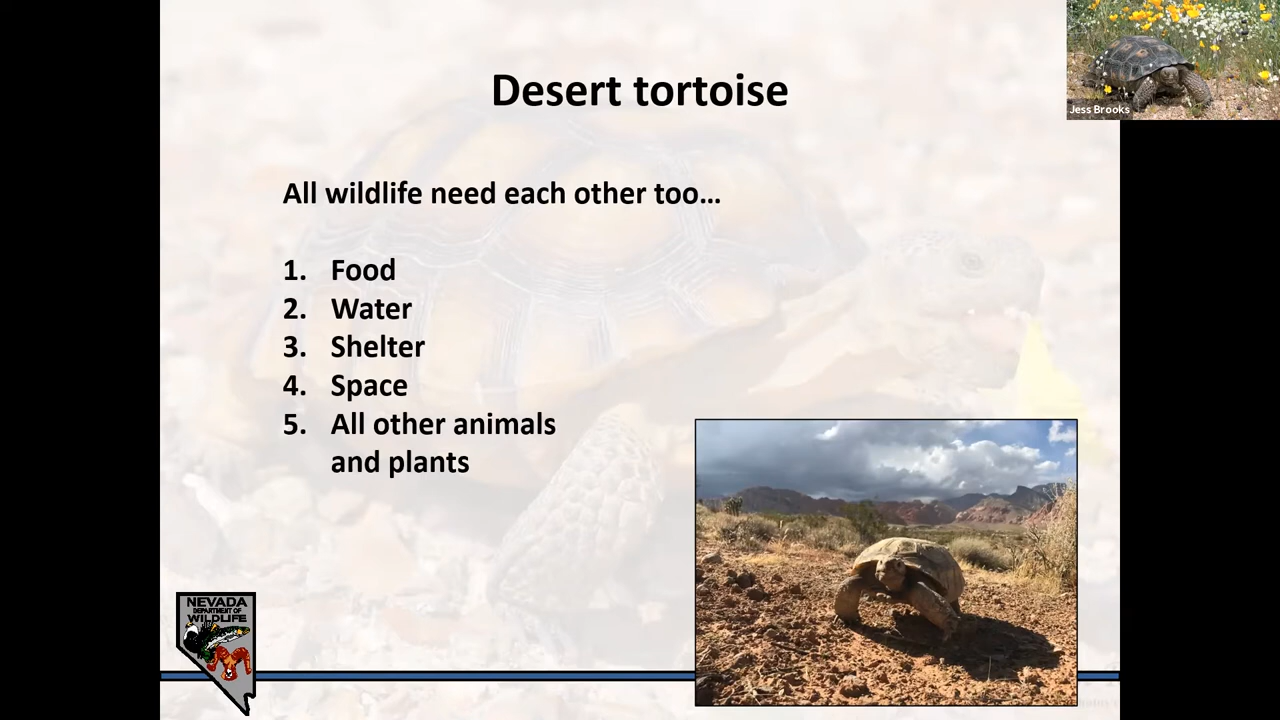 Desert tortoise
Jess Brooks
All wildlife need each other too…
1. Food
2. Water
3. Shelter
4. Space
5. All other animals
and plants
NEVADA
DEPARTMENT OF
WILDLIFE